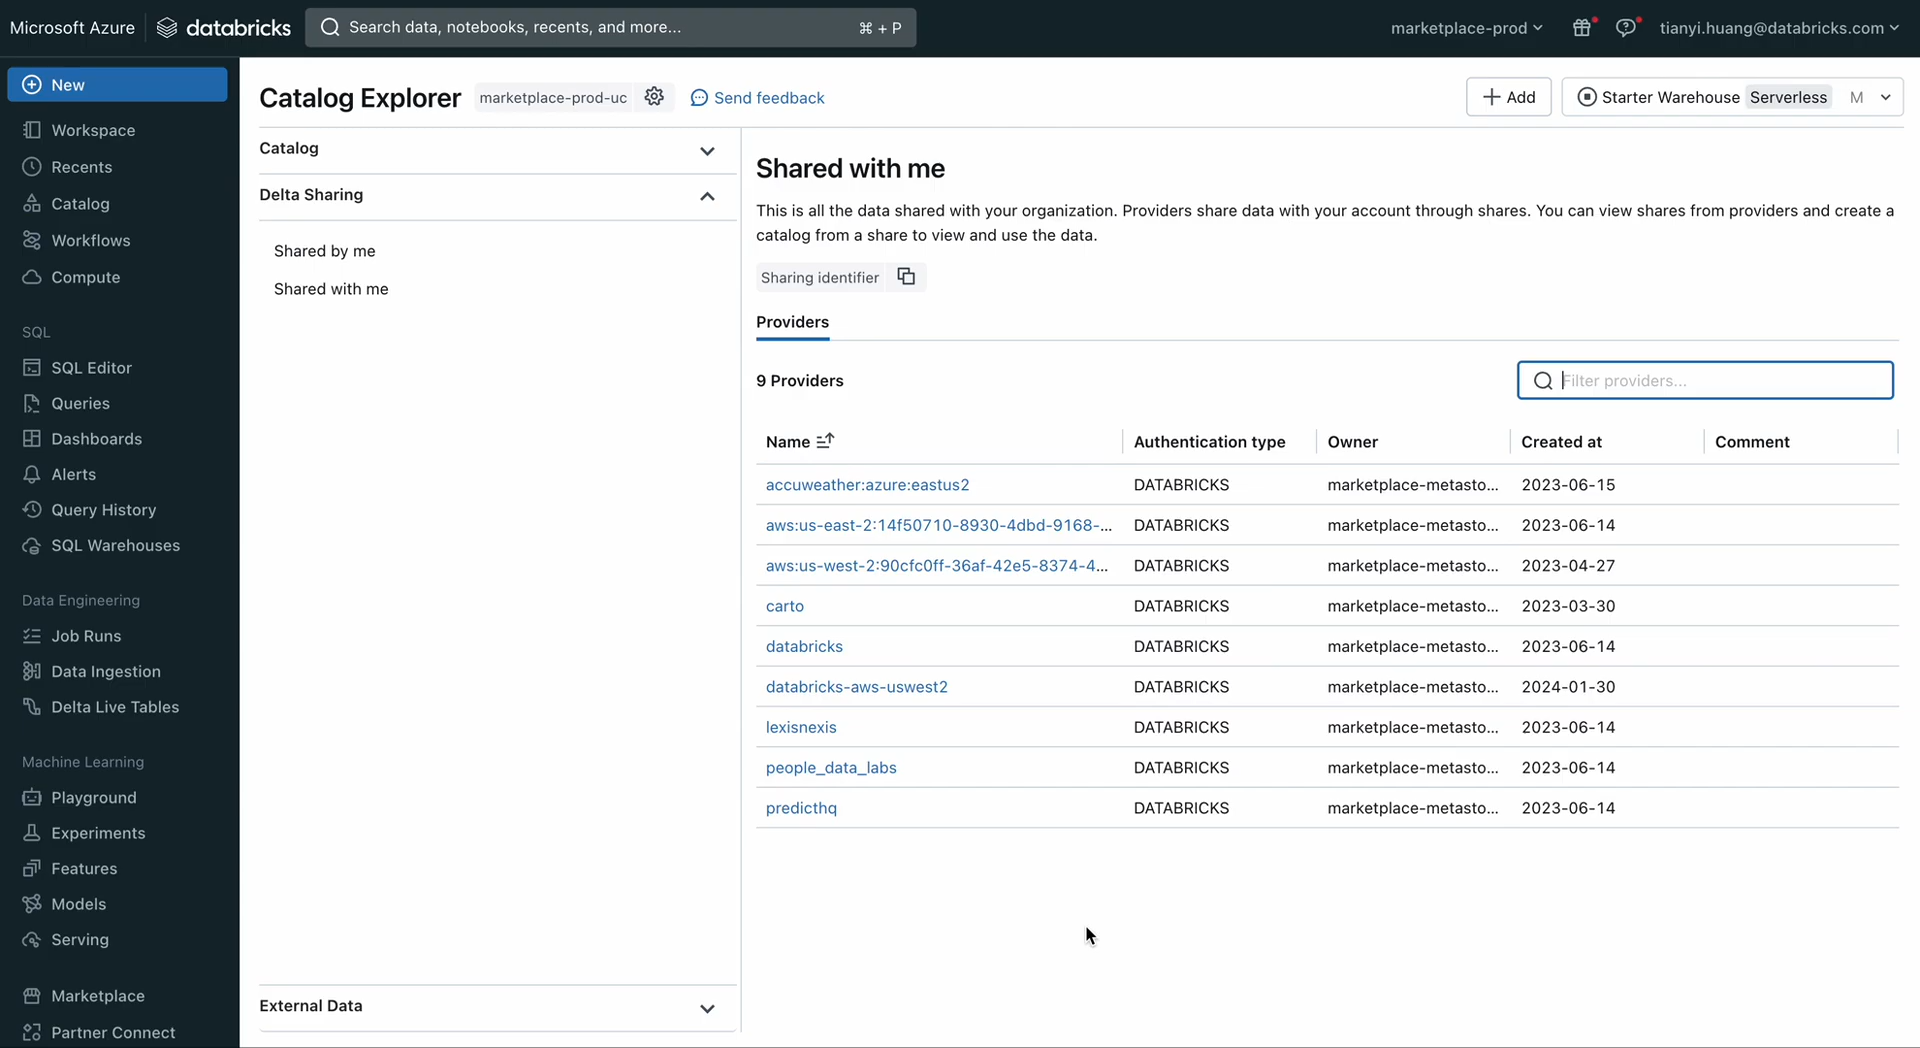 Microsoft Azure
databricks
Search data, notebooks, recents, and more...
⌘ + P
marketplace-prod
tianyi.huang@databricks.com
New
Workspace
Recents
Catalog
Workflows
Compute
SQL
SQL Editor
Queries
Dashboards
Alerts
Query History
SQL Warehouses
Data Engineering
Job Runs
Data Ingestion
Delta Live Tables
Machine Learning
Playground
Experiments
Features
Models
Serving
Marketplace
Partner Connect
Catalog Explorer
marketplace-prod-uc
Send feedback
Add
Starter Warehouse Serverless M
Catalog
Delta Sharing
Shared by me
Shared with me
External Data
Shared with me
This is all the data shared with your organization. Providers share data with your account through shares. You can view shares from providers and create a
catalog from a share to view and use the data.
Sharing identifier
Providers
9 Providers
Filter providers...
Name Authentication type Owner Created at Comment
accuweather:azure:eastus2 DATABRICKS marketplace-metasto... 2023-06-15
aws:us-east-2:14f50710-8930-4dbd-9168-... DATABRICKS marketplace-metasto... 2023-06-14
aws:us-west-2:90cfc0ff-36af-42e5-8374-4... DATABRICKS marketplace-metasto... 2023-04-27
carto DATABRICKS marketplace-metasto... 2023-03-30
databricks DATABRICKS marketplace-metasto... 2023-06-14
databricks-aws-uswest2 DATABRICKS marketplace-metasto... 2024-01-30
lexisnexis DATABRICKS marketplace-metasto... 2023-06-14
people_data_labs DATABRICKS marketplace-metasto... 2023-06-14
predicthq DATABRICKS marketplace-metasto... 2023-06-14